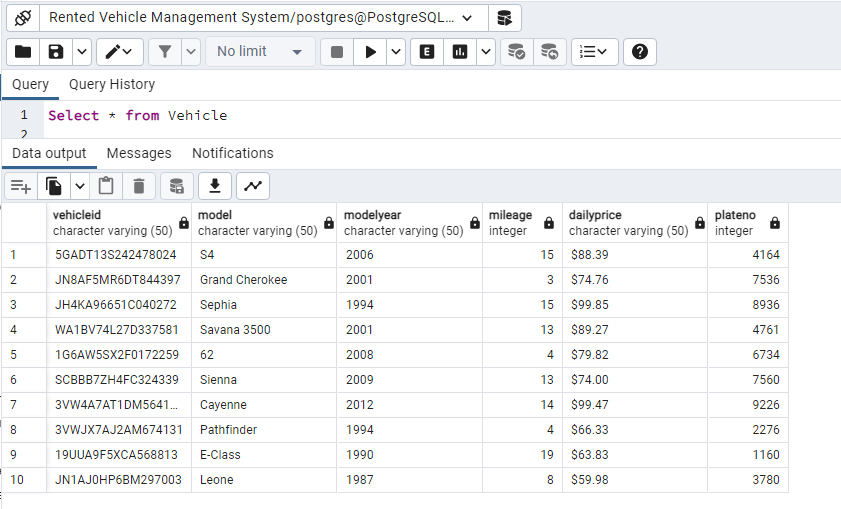 Rented Vehicle Management System/postgres@PostgreSQL...
No limit
Query Query History
1 Select * from Vehicle
2
Data output Messages Notifications
vehicleid model modelyear mileage dailyprice plateno
character varying (50) character varying (50) character varying (50) integer character varying (50) integer
1 5GADT13S242478024 S4 2006 15 $88.39 4164
2 JN8AF5MR6DT844397 Grand Cherokee 2001 3 $74.76 7536
3 JH4KA96651C040272 Sephia 1994 15 $99.85 8936
4 WA1BV74L27D337581 Savana 3500 2001 13 $89.27 4761
5 1G6AW5SX2F0172259 62 2008 4 $79.82 6734
6 SCBBB7ZH4FC324339 Sienna 2009 13 $74.00 7560
7 3VW4A7AT1DM5641... Cayenne 2012 14 $99.47 9226
8 3VWJX7AJ2AM674131 Pathfinder 1994 4 $66.33 2276
9 19UUA9F5XCA568813 E-Class 1990 19 $63.83 1160
10 JN1AJ0HP6BM297003 Leone 1987 8 $59.98 3780